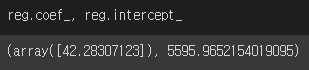 reg.coef_, reg.intercept_
(array([42.28307123]), 5595.9652154019095)